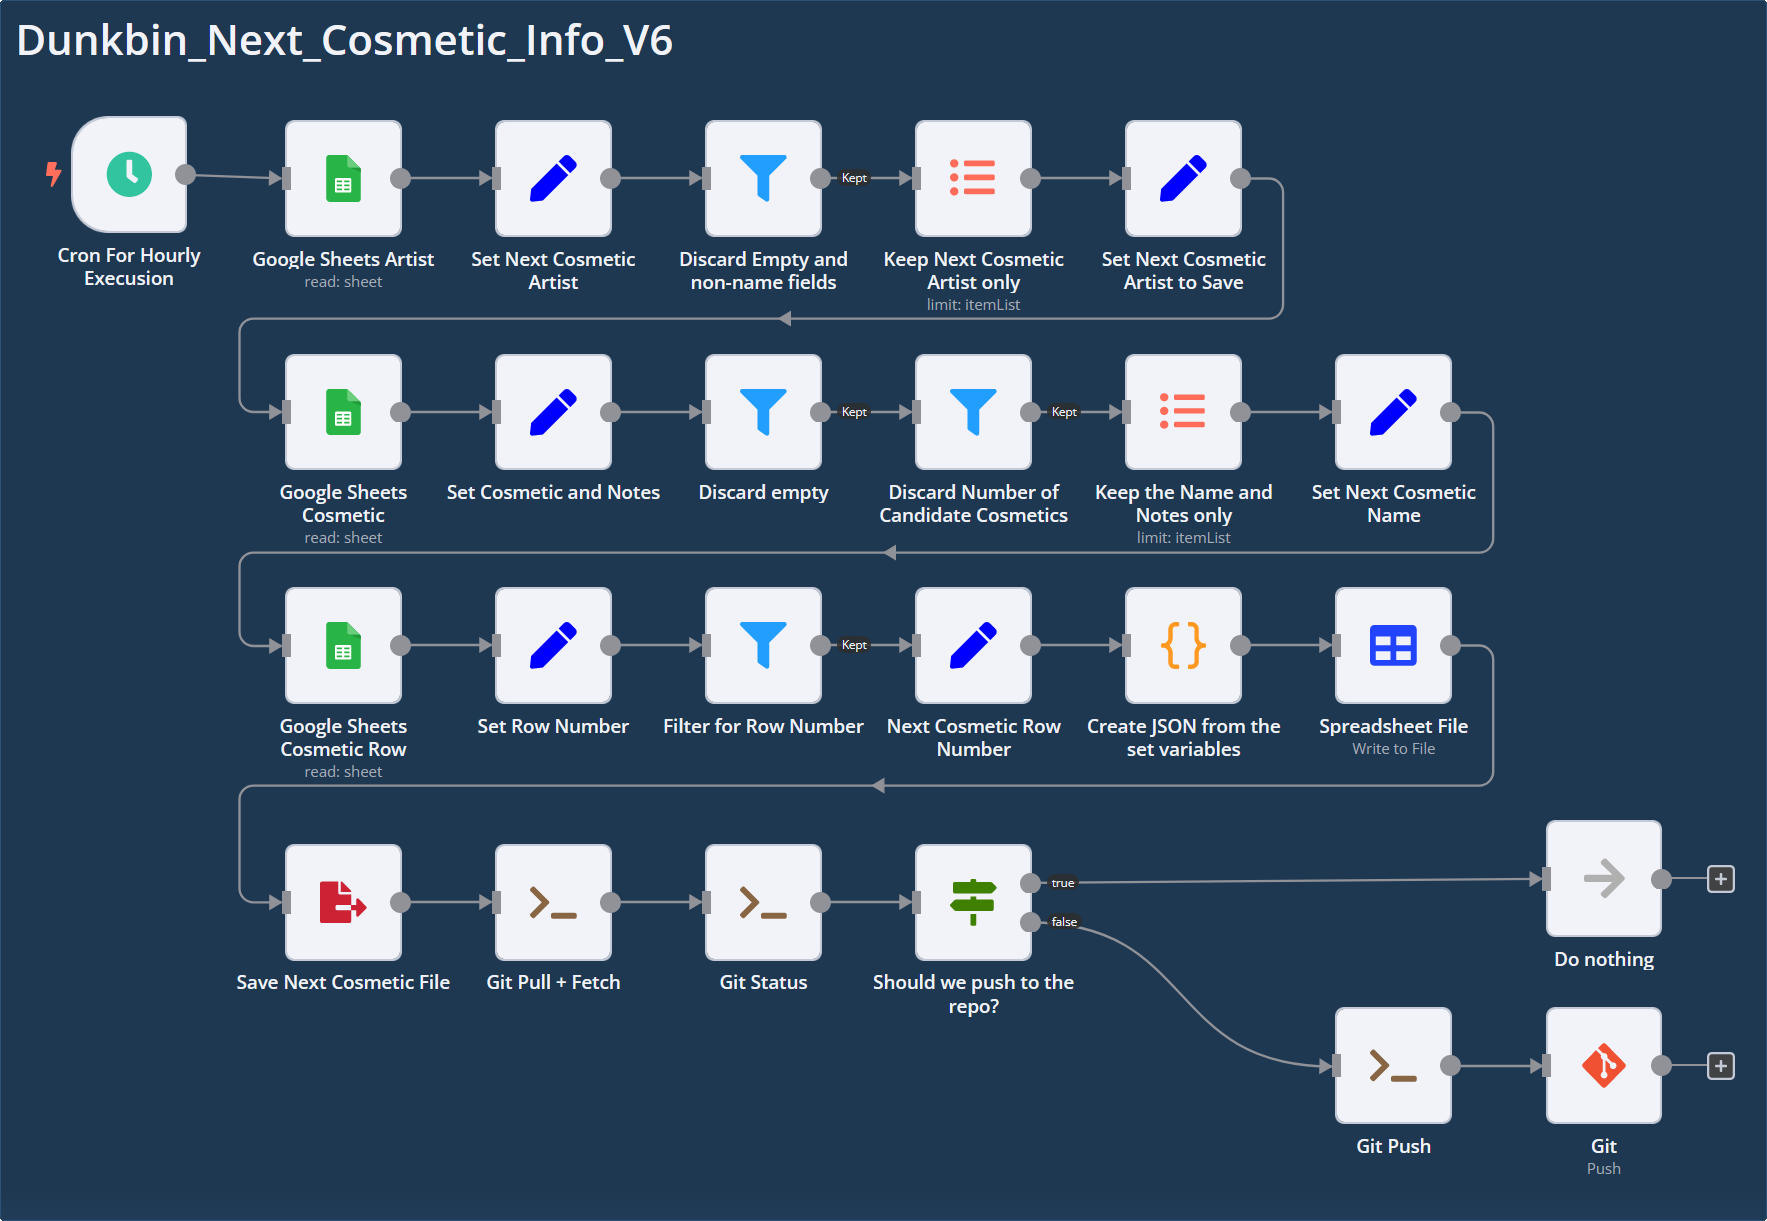 Dunkbin_Next_Cosmetic_Info_V6
Cron For Hourly
Execusion
Google Sheets Artist
read: sheet
Set Next Cosmetic
Artist
Discard Empty and
non-name fields
Kept
Keep Next Cosmetic
Artist only
limit: itemList
Set Next Cosmetic
Artist to Save
Google Sheets
Cosmetic
read: sheet
Set Cosmetic and Notes
Discard empty
Kept
Discard Number of
Candidate Cosmetics
Kept
Keep the Name and
Notes only
limit: itemList
Set Next Cosmetic
Name
Google Sheets
Cosmetic Row
read: sheet
Set Row Number
Filter for Row Number
Kept
Next Cosmetic Row
Number
Create JSON from the
set variables
Spreadsheet File
Write to File
Save Next Cosmetic File
Git Pull + Fetch
Git Status
Should we push to the
repo?
true
false
Do nothing
Git Push
Git
Push